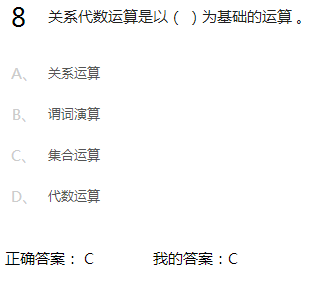 8 关系代数运算是以（ ）为基础的运算 。
A、 关系运算
B、 谓词演算
C、 集合运算
D、 代数运算
正确答案： C 我的答案：C